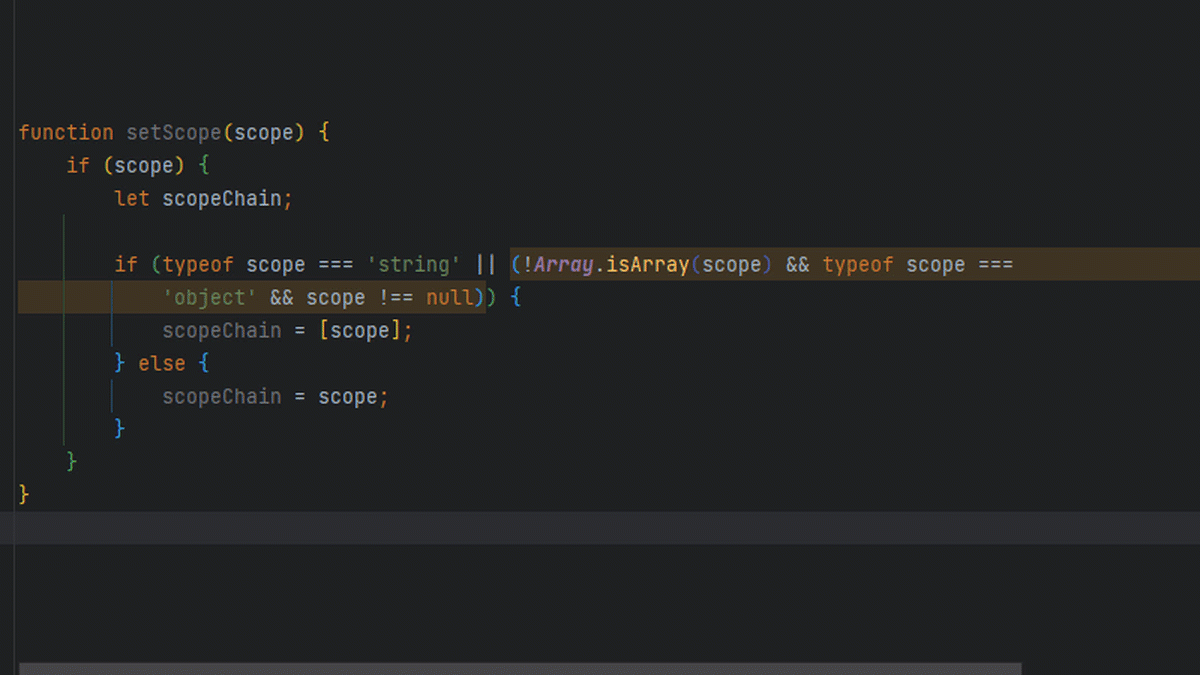 function setScope(scope) {
if (scope) {
let scopeChain;
if (typeof scope === 'string' || (!Array.isArray(scope) && typeof scope ===
'object' && scope !== null)) {
scopeChain = [scope];
} else {
scopeChain = scope;
}
}
}